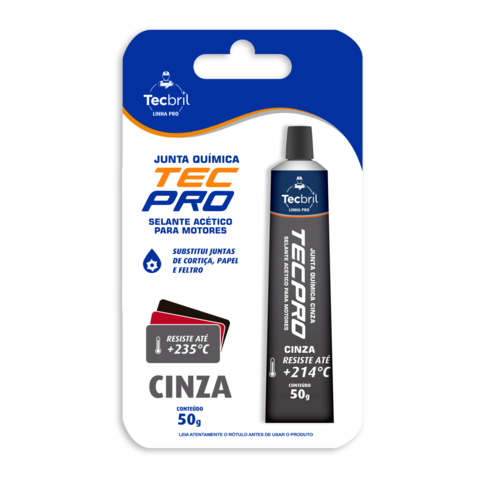 Tecbril
LINHA PRO
JUNTA QUÍMICA
TEC
PRO
SELANTE ACÉTICO
PARA MOTORES
SUBSTITUI JUNTAS
DE CORTIÇA, PAPEL
E FELTRO
RESISTE ATÉ
+235°C
CINZA
CONTEÚDO
50g
LEIA ATENTAMENTE O RÓTULO ANTES DE USAR O PRODUTO
Tecbril
LINHA PRO
TECPRO
JUNTA QUÍMICA CINZA
SELANTE ACÉTICO PARA MOTORES
CINZA
RESISTE ATÉ
+214°C
50g